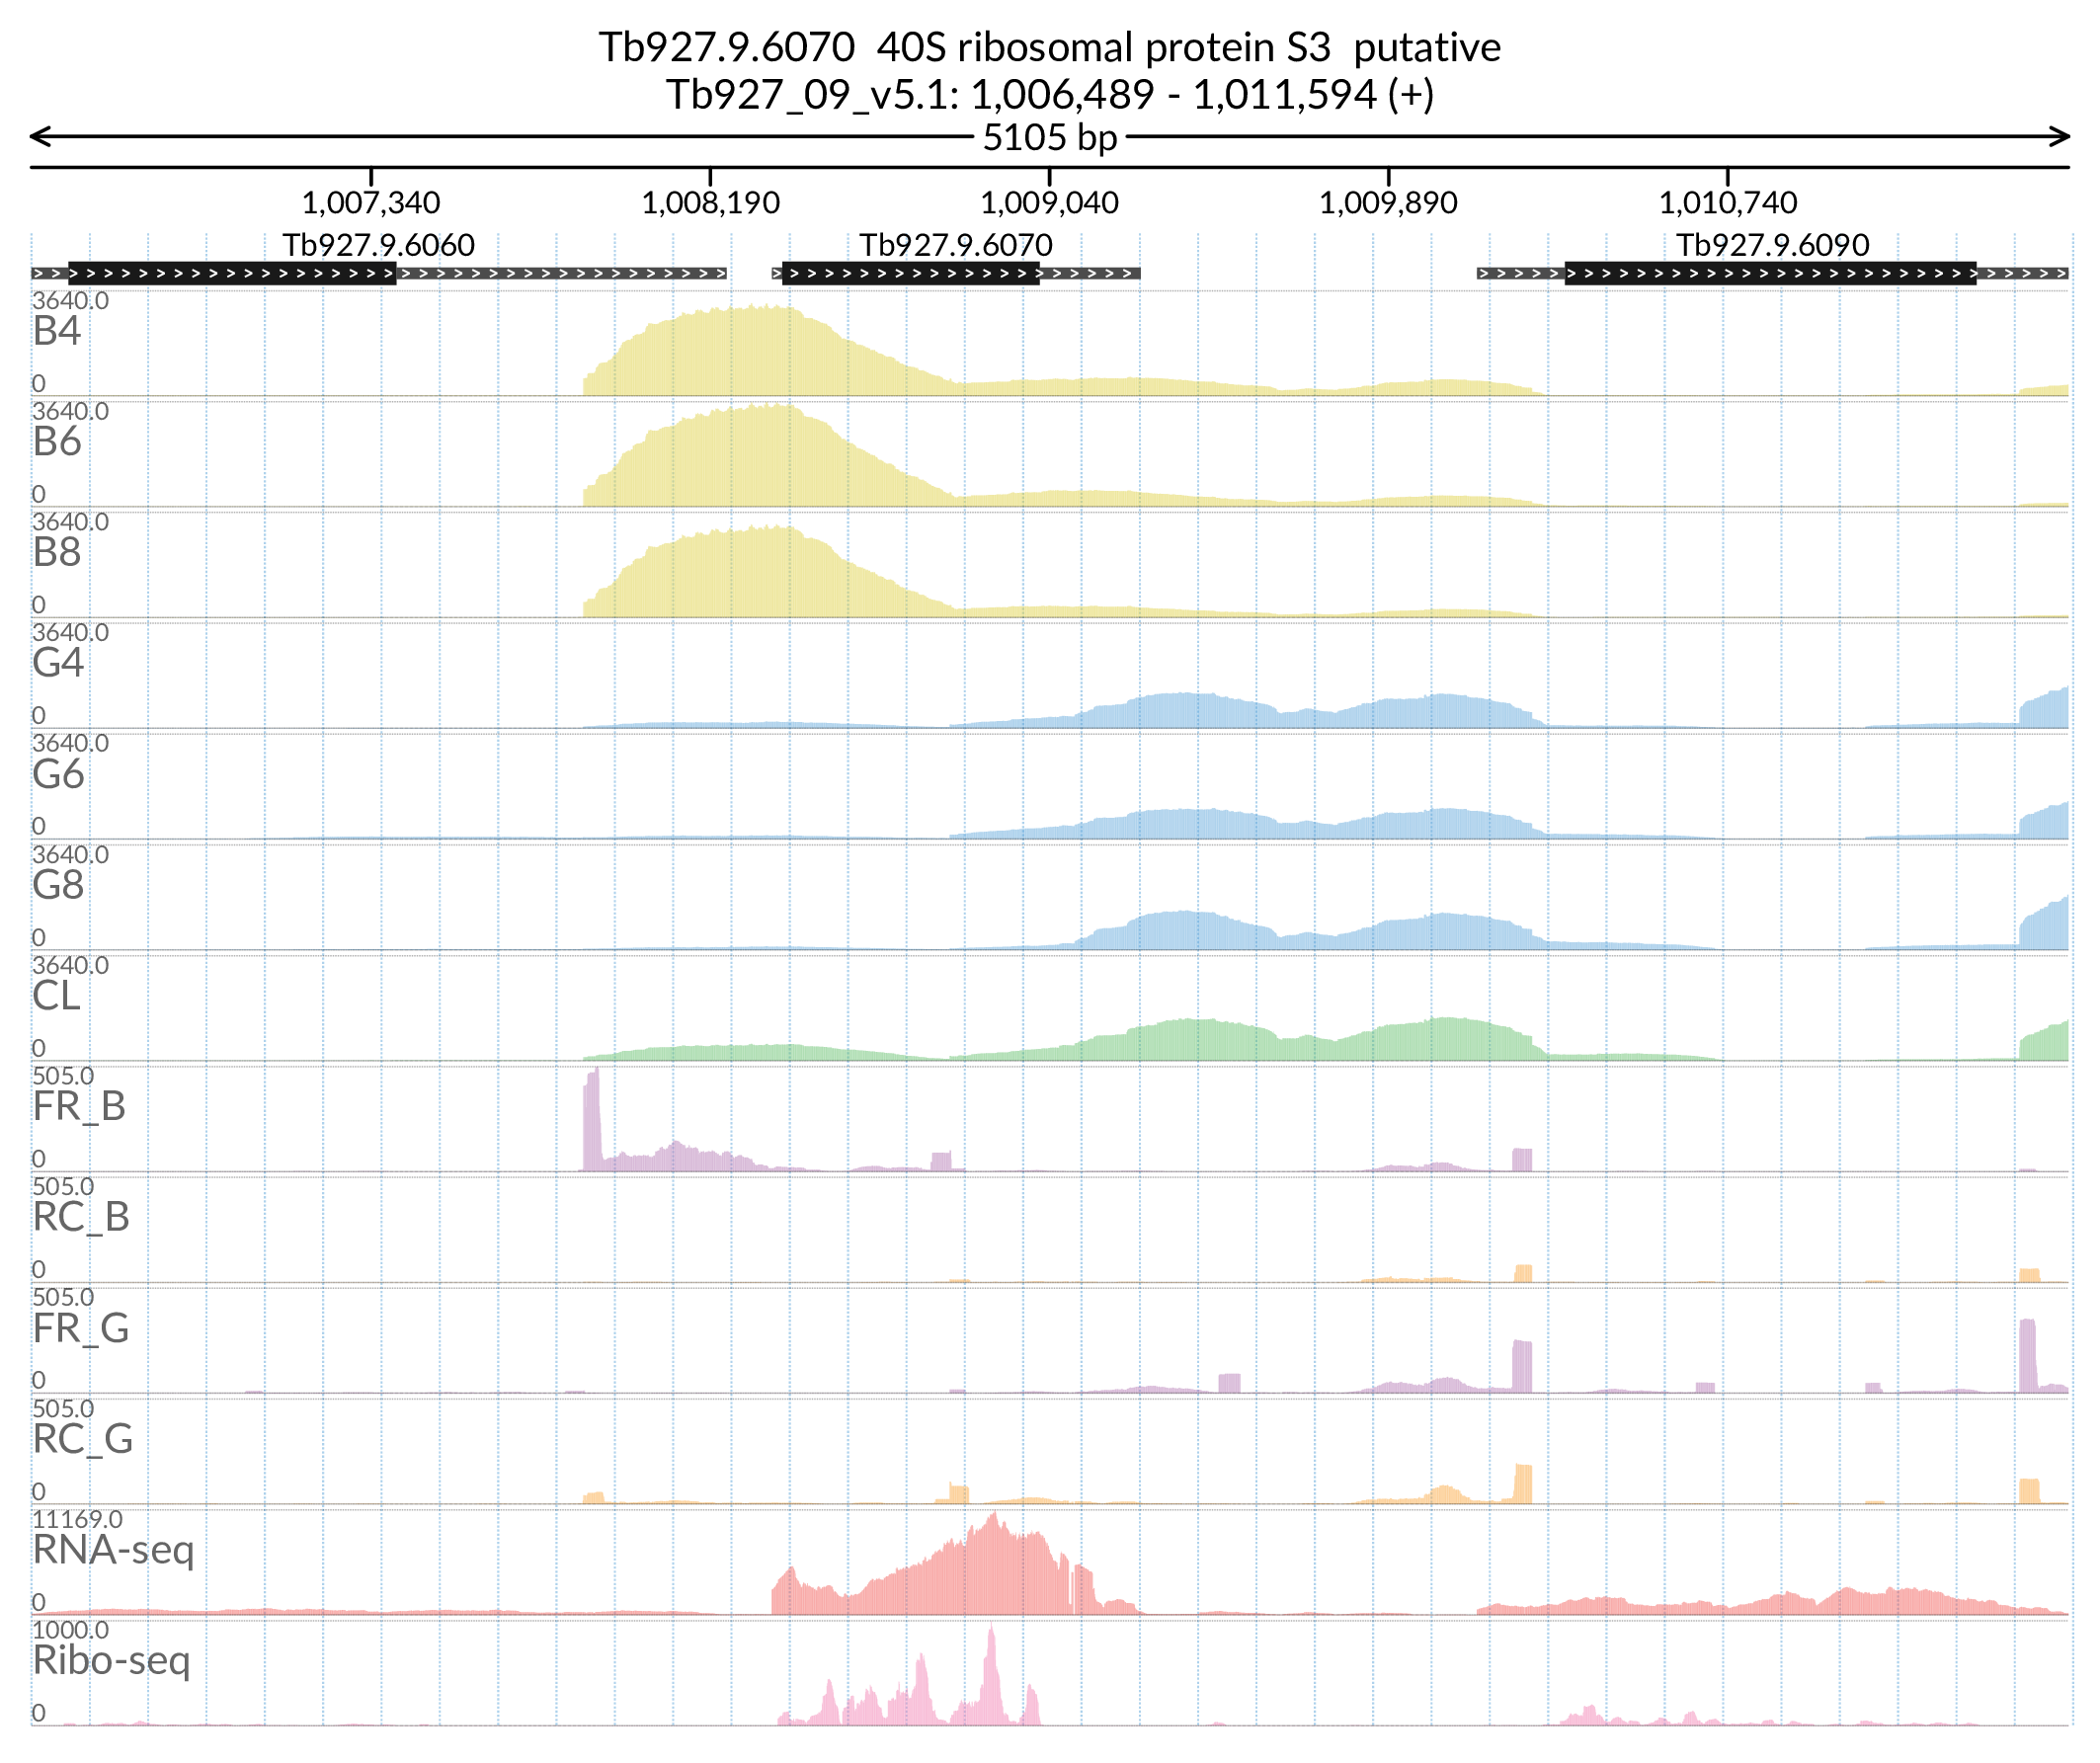 Tb927.9.6070 40S ribosomal protein S3 putative
Tb927_09_v5.1: 1,006,489 - 1,011,594 (+)
5105 bp
1,007,340 1,008,190 1,009,040 1,009,890 1,010,740
Tb927.9.6060 Tb927.9.6070 Tb927.9.6090
3640.0
B4
0
3640.0
B6
0
3640.0
B8
0
3640.0
G4
0
3640.0
G6
0
3640.0
G8
0
3640.0
CL
0
505.0
FR_B
0
505.0
RC_B
0
505.0
FR_G
0
505.0
RC_G
0
11169.0
RNA-seq
0
1000.0
Ribo-seq
0